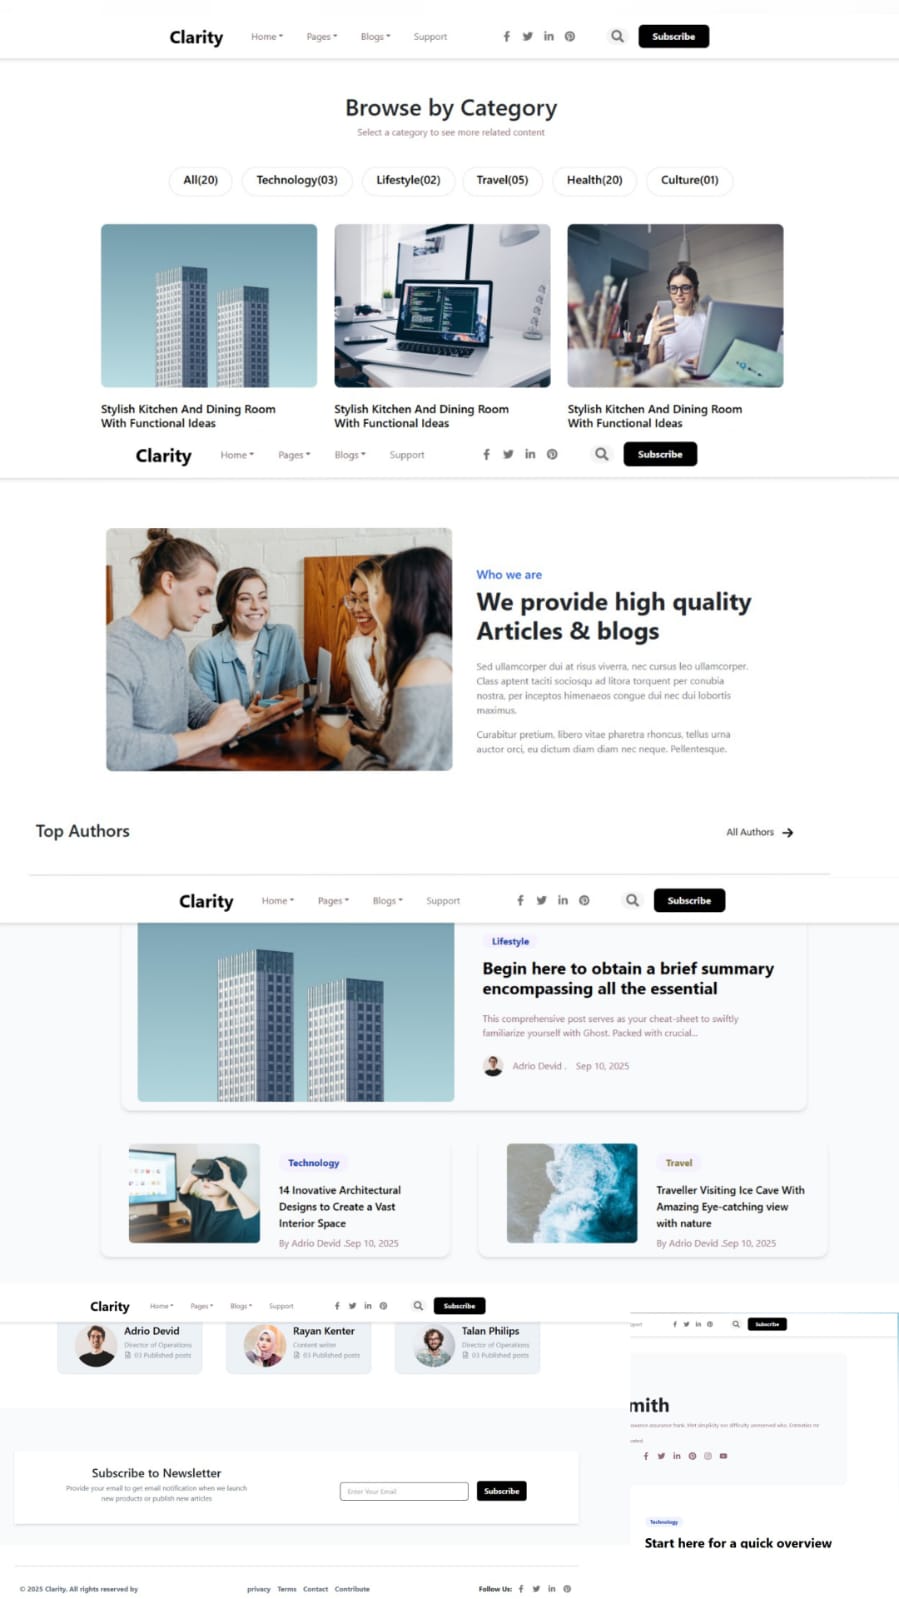 Clarity Home Pages Blogs Support Subscribe
Browse by Category
Select a category to see more related content
All(20) Technology(03) Lifestyle(02) Travel(05) Health(20) Culture(01)
Stylish Kitchen And Dining Room
With Functional Ideas
Stylish Kitchen And Dining Room
With Functional Ideas
Stylish Kitchen And Dining Room
With Functional Ideas
Clarity Home Pages Blogs Support Subscribe
Who we are
We provide high quality
Articles & blogs
Sed ullamcorper dui at risus viverra, nec cursus leo ullamcorper.
Class aptent taciti sociosqu ad litora torquent per conubia
nostra, per inceptos himenaeos congue dui nec dui lobortis
maximus.
Curabitur pretium, libero vitae pharetra rhoncus, tellus urna
auctor orci, eu dictum diam diam nec neque. Pellentesque.
Top Authors
All Authors
Clarity Home Pages Blogs Support Subscribe
Lifestyle
Begin here to obtain a brief summary
encompassing all the essential
This comprehensive post serves as your cheat-sheet to swiftly
familiarize yourself with Ghost. Packed with crucial...
Adrio Devid . Sep 10, 2025
Technology
14 Inovative Architectural
Designs to Create a Vast
Interior Space
By Adrio Devid .Sep 10, 2025
Travel
Traveller Visiting Ice Cave With
Amazing Eye-catching view
with nature
By Adrio Devid .Sep 10, 2025
Clarity Home Pages Blogs Support Subscribe
Adrio Devid
Director of Operations
03 Published posts
Rayan Kenter
Content writer
03 Published posts
Talan Philips
Director of Operations
03 Published posts
Subscribe to Newsletter
Provide your email to get email notification when we launch
new products or publish new articles
Enter Your Email
Subscribe
© 2025 Clarity. All rights reserved by
privacy Terms Contact Contribute
Follow Us:
Subscribe
mith
assurance frank. Met simplicity nor difficulty unreserved who. Entreaties mr
Technology
Start here for a quick overview